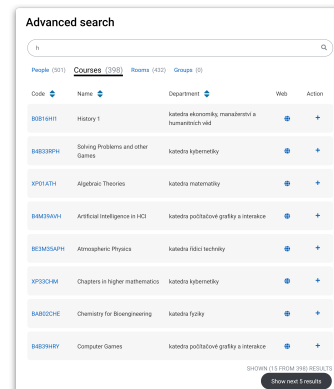 Advanced search
h
People (501) Courses (398) Rooms (432) Groups (0)
Code Name Department Web Action
B0B16HI1 History 1 katedra ekonomiky, manažerství a
humanitních věd
B4B33RPH Solving Problems and other
Games katedra kybernetiky
XP01ATH Algebraic Theories katedra matematiky
B4M39AVH Artificial Intelligence in HCI katedra počítačové grafiky a interakce
BE3M35APH Atmospheric Physics katedra řídicí techniky
XP33CHM Chapters in higher mathematics katedra kybernetiky
BAB02CHE Chemistry for Bioengineering katedra fyziky
B4B39HRY Computer Games katedra počítačové grafiky a interakce
SHOWN (15 FROM 398) RESULTS
Show next 5 results